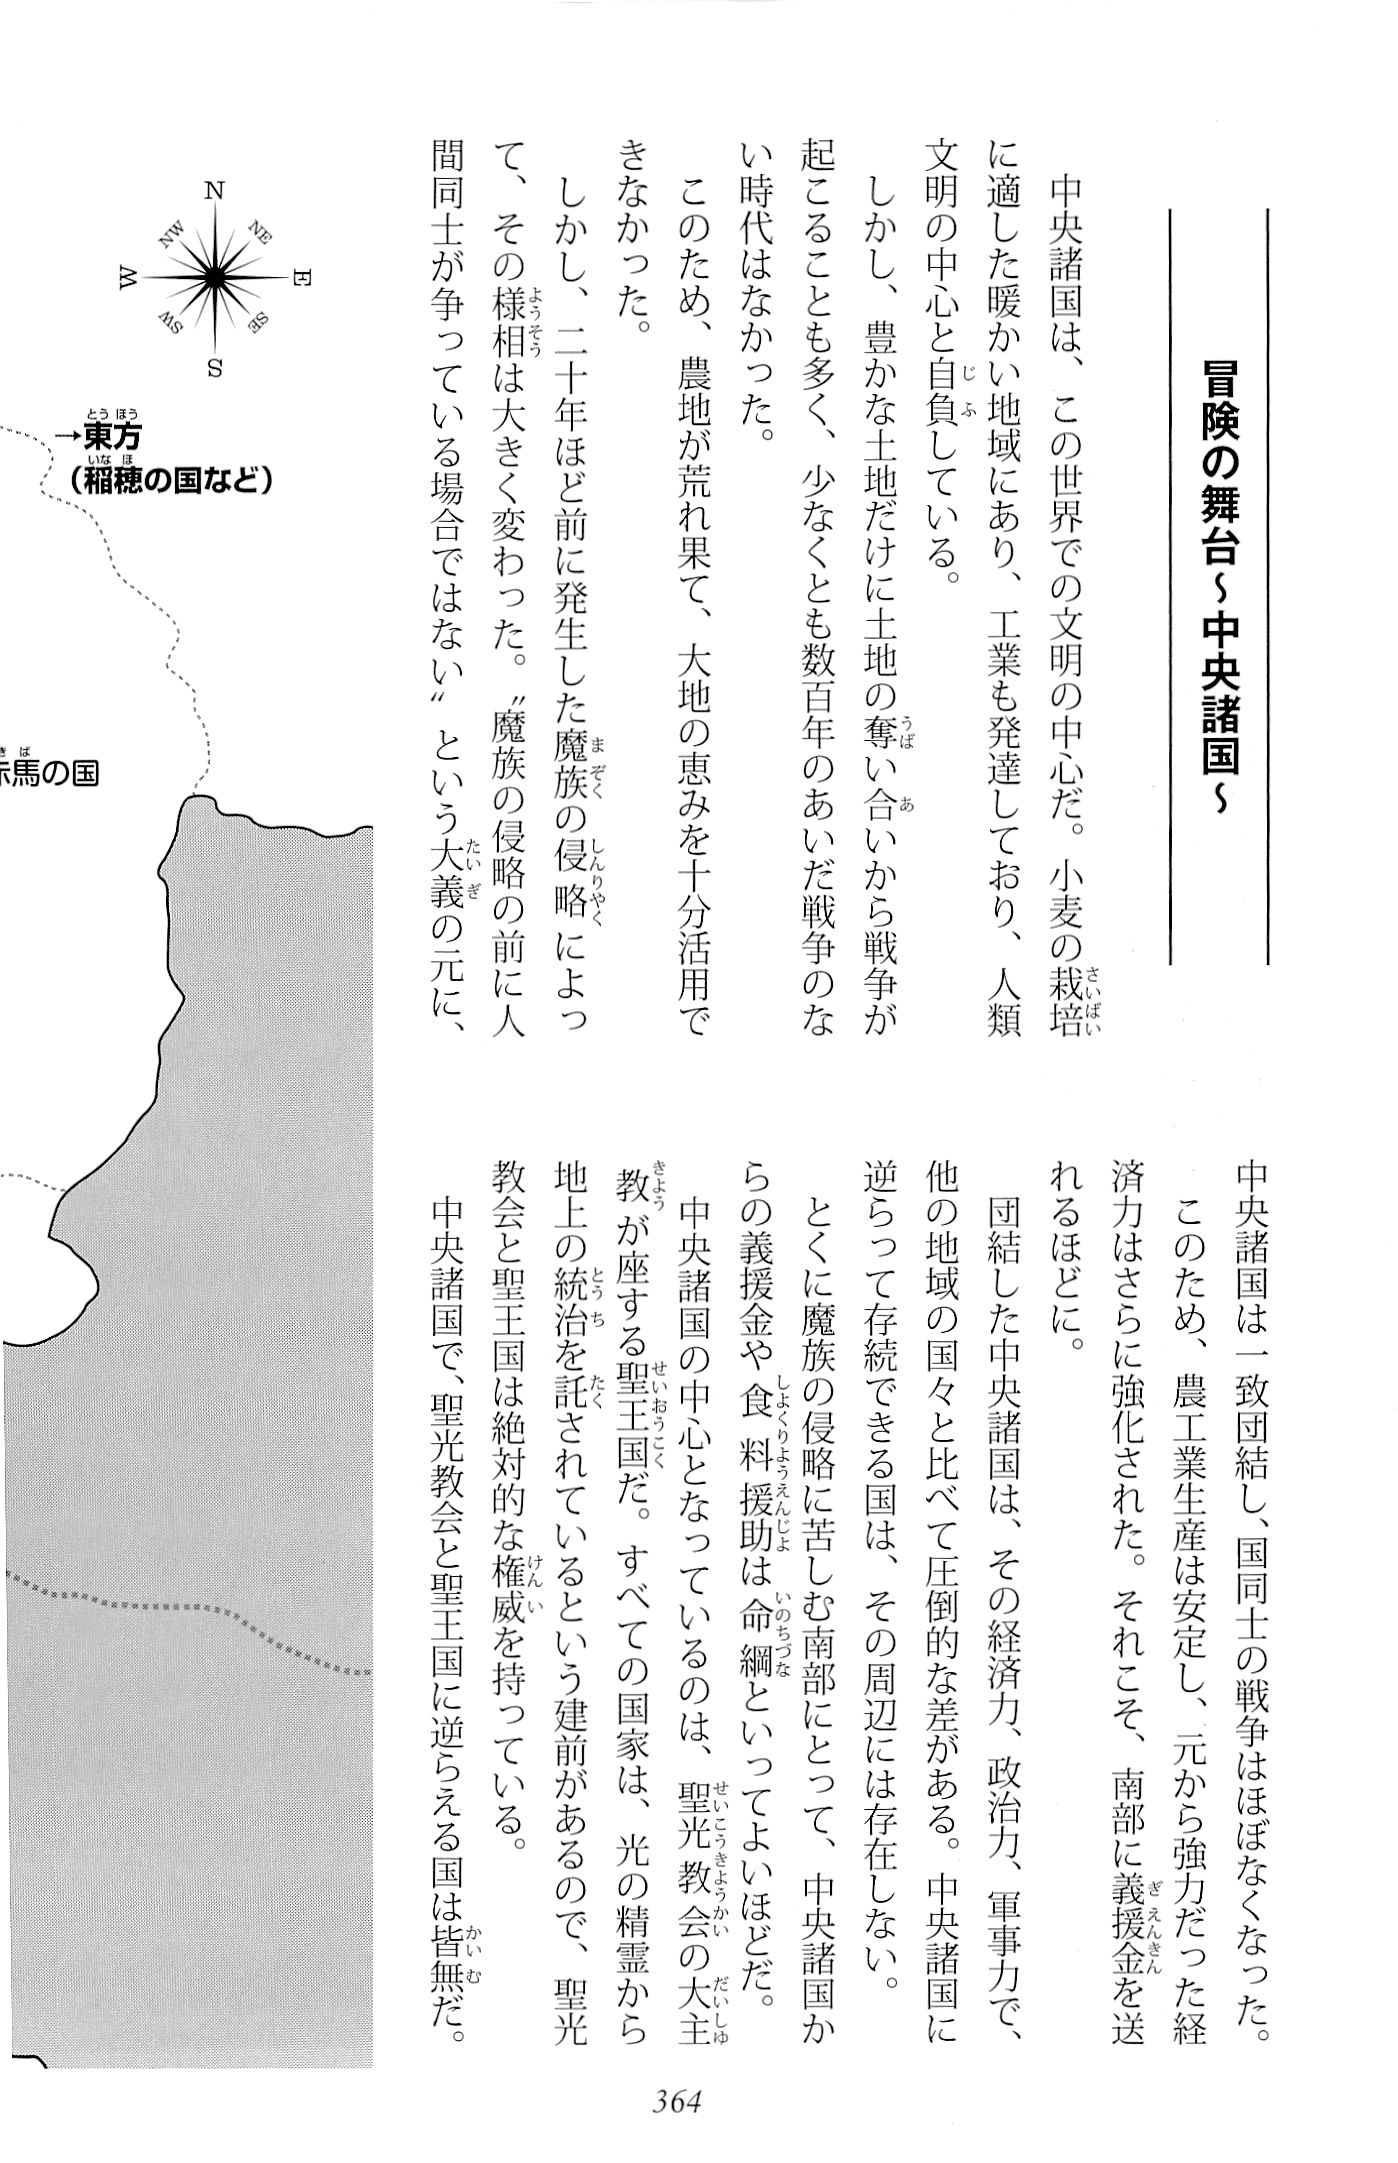 冒険の舞台～中央諸国～
中央諸国は、この世界での文明の中心だ。小麦の栽培
に適した暖かい地域にあり、工業も発達しており、人類
文明の中心と自負している。
しかし、豊かな土地だけに土地の奪い合いから戦争が
起こることも多く、少なくとも数百年のあいだ戦争のな
い時代はなかった。
このため、農地が荒れ果て、大地の恵みを十分活用で
きなかった。
しかし、二十年ほど前に発生した魔族の侵略によっ
て、その様相は大きく変わった。〝魔族の侵略の前に人
間同士が争っている場合ではない〟という大義の元に、
中央諸国は一致団結し、国同士の戦争はほぼなくなった。
このため、農工業生産は安定し、元から強力だった経
済力はさらに強化された。それこそ、南部に義援金を送
れるほどに。
団結した中央諸国は、その経済力、政治力、軍事力で、
他の地域の国々と比べて圧倒的な差がある。中央諸国に
逆らって存続できる国は、その周辺には存在しない。
とくに魔族の侵略に苦しむ南部にとって、中央諸国か
らの義援金や食料援助は命綱といってよいほどだ。
中央諸国の中心となっているのは、聖光教会の大主
教が座する聖王国だ。すべての国家は、光の精霊から
地上の統治を託されているという建前があるので、聖光
教会と聖王国は絶対的な権威を持っている。
中央諸国で、聖光教会と聖王国に逆らえる国は皆無だ。
N
NE
E
SE
S
SW
W
NW
→東方
（稲穂の国など）
馬の国
364